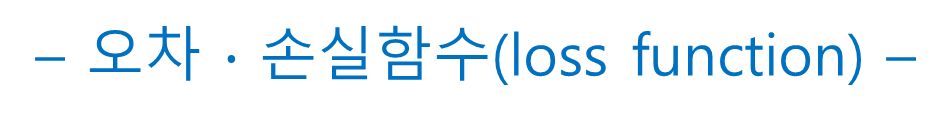 – 오차 · 손실함수(loss function) –